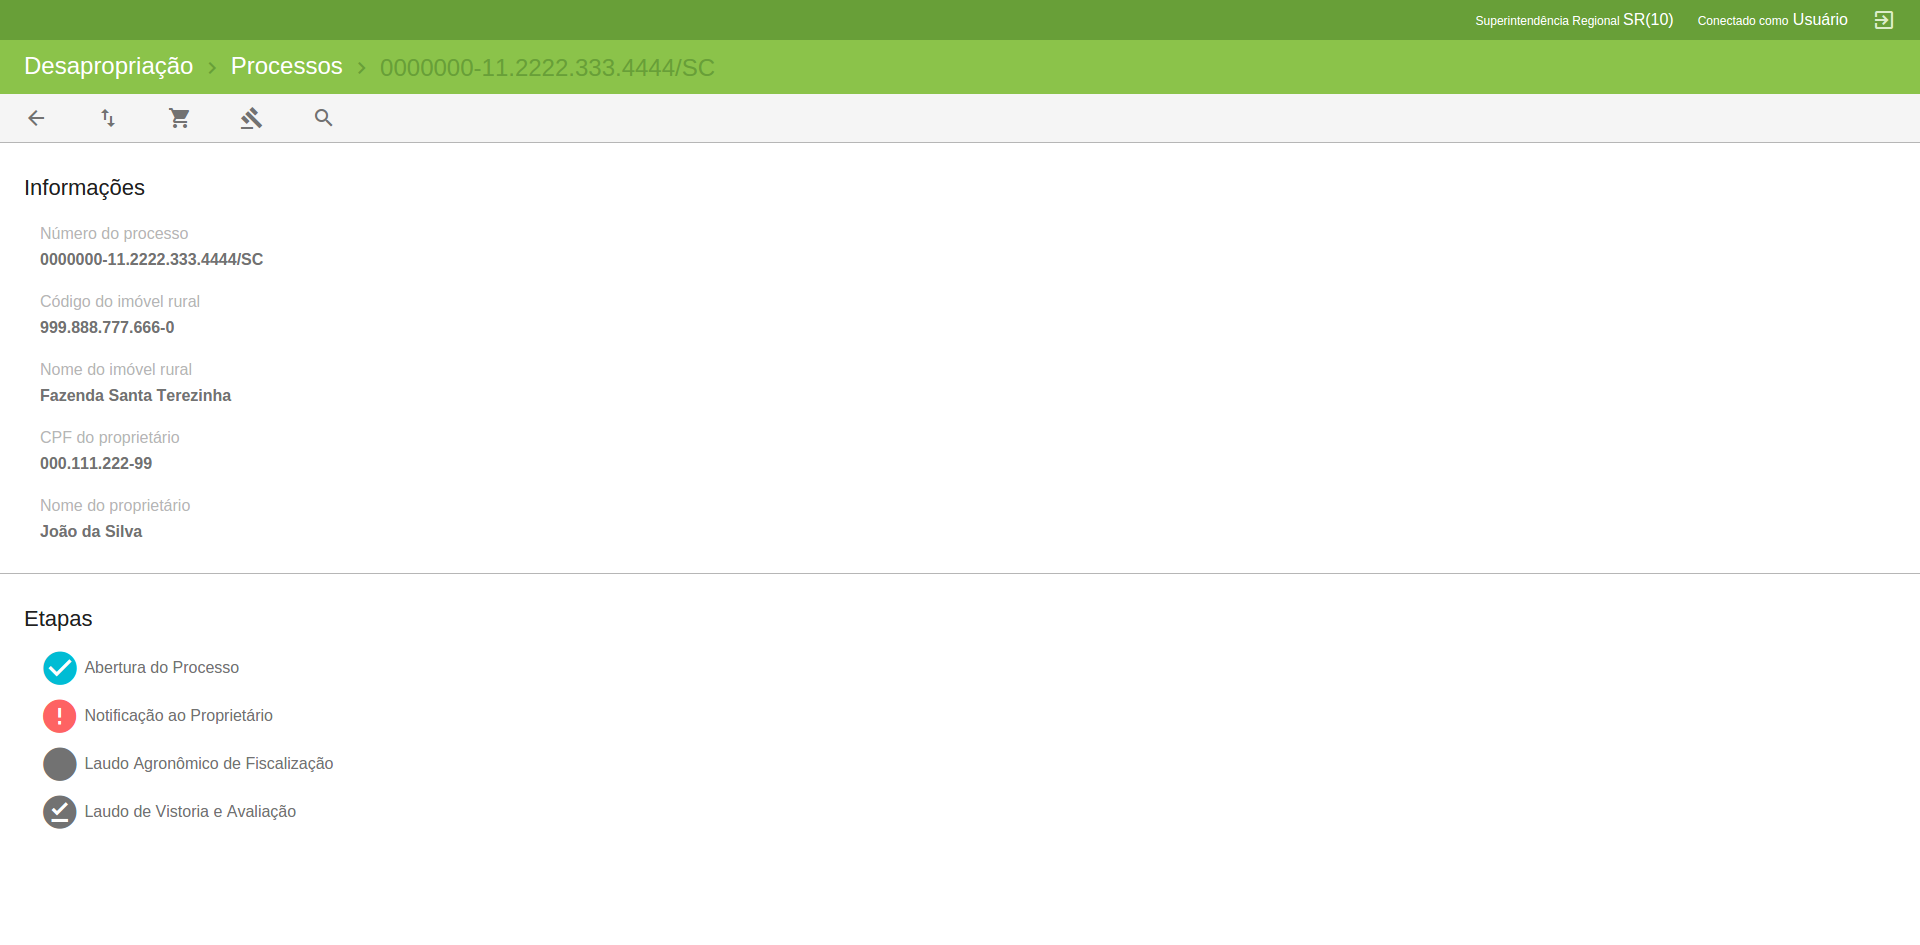 Superintendência Regional SR(10) Conectado como Usuário
Desapropriação › Processos › 0000000-11.2222.333.4444/SC
Informações
Número do processo
0000000-11.2222.333.4444/SC
Código do imóvel rural
999.888.777.666-0
Nome do imóvel rural
Fazenda Santa Terezinha
CPF do proprietário
000.111.222-99
Nome do proprietário
João da Silva
Etapas
Abertura do Processo
Notificação ao Proprietário
Laudo Agronômico de Fiscalização
Laudo de Vistoria e Avaliação